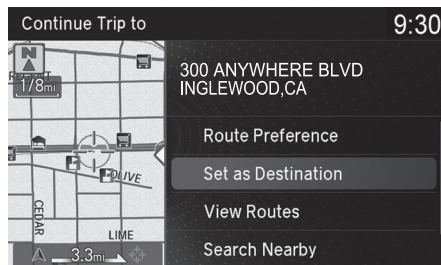 Continue Trip to
9:30
N
1/8mi
300 ANYWHERE BLVD
INGLEWOOD,CA
Route Preference
Set as Destination
View Routes
Search Nearby
OLIVE
CEDAR
LIME
3.3mi